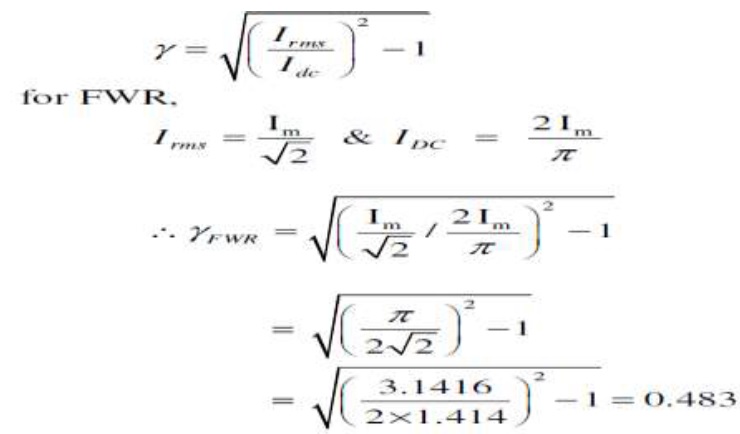 γ = √((I_rms / I_dc)² − 1)
for FWR,
I_rms = I_m / √2 & I_DC = 2 I_m / π
∴ γ_FWR = √((I_m / √2 / 2 I_m / π)² − 1)
= √((π / 2√2)² − 1)
= √((3.1416 / 2×1.414)² − 1) = 0.483